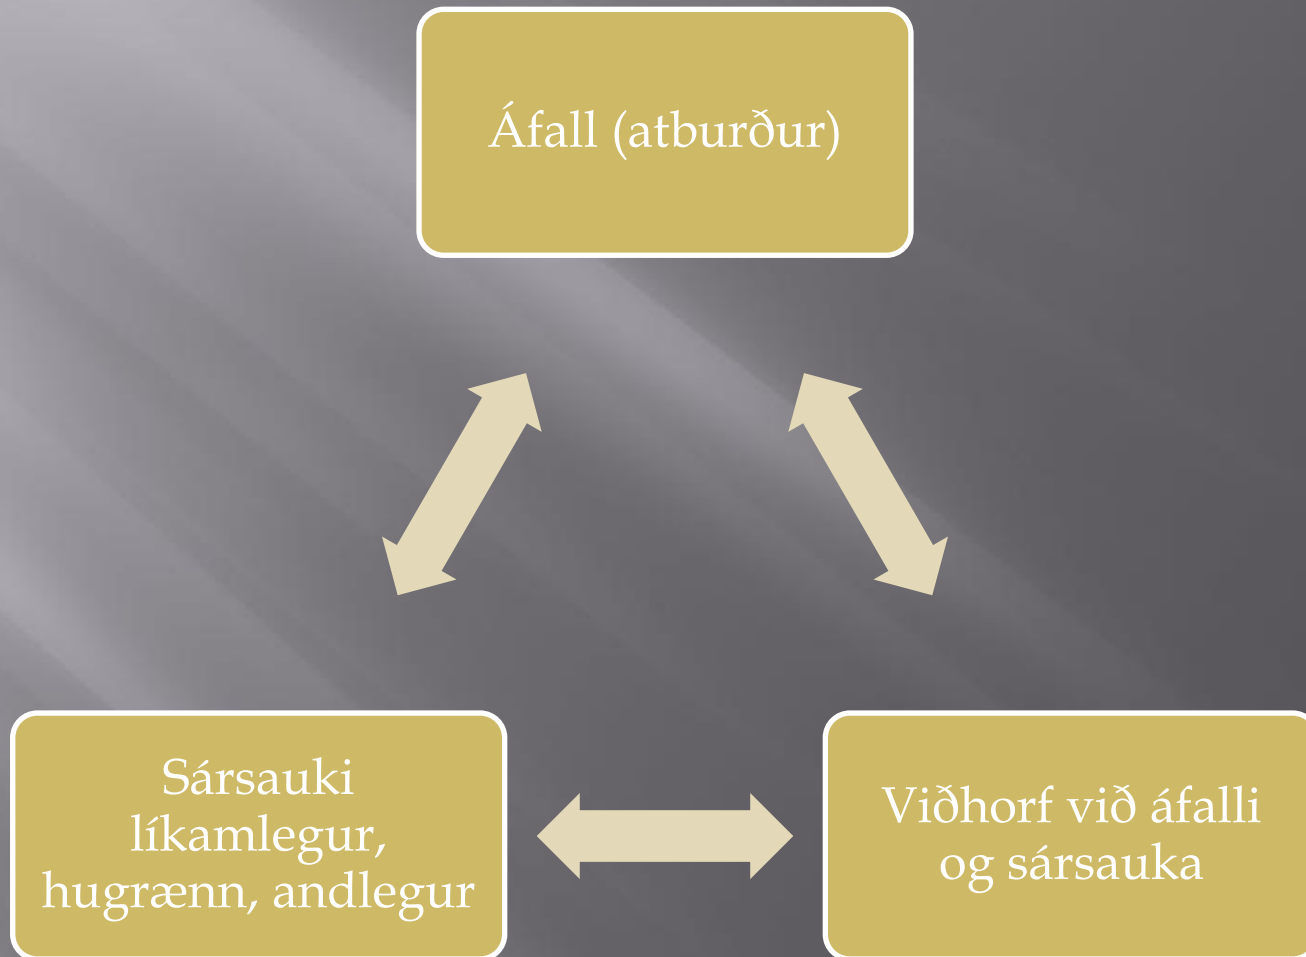 Áfall (atburður)
Sársauki
líkamlegur,
hugrænn, andlegur
Viðhorf við áfalli
og sársauka